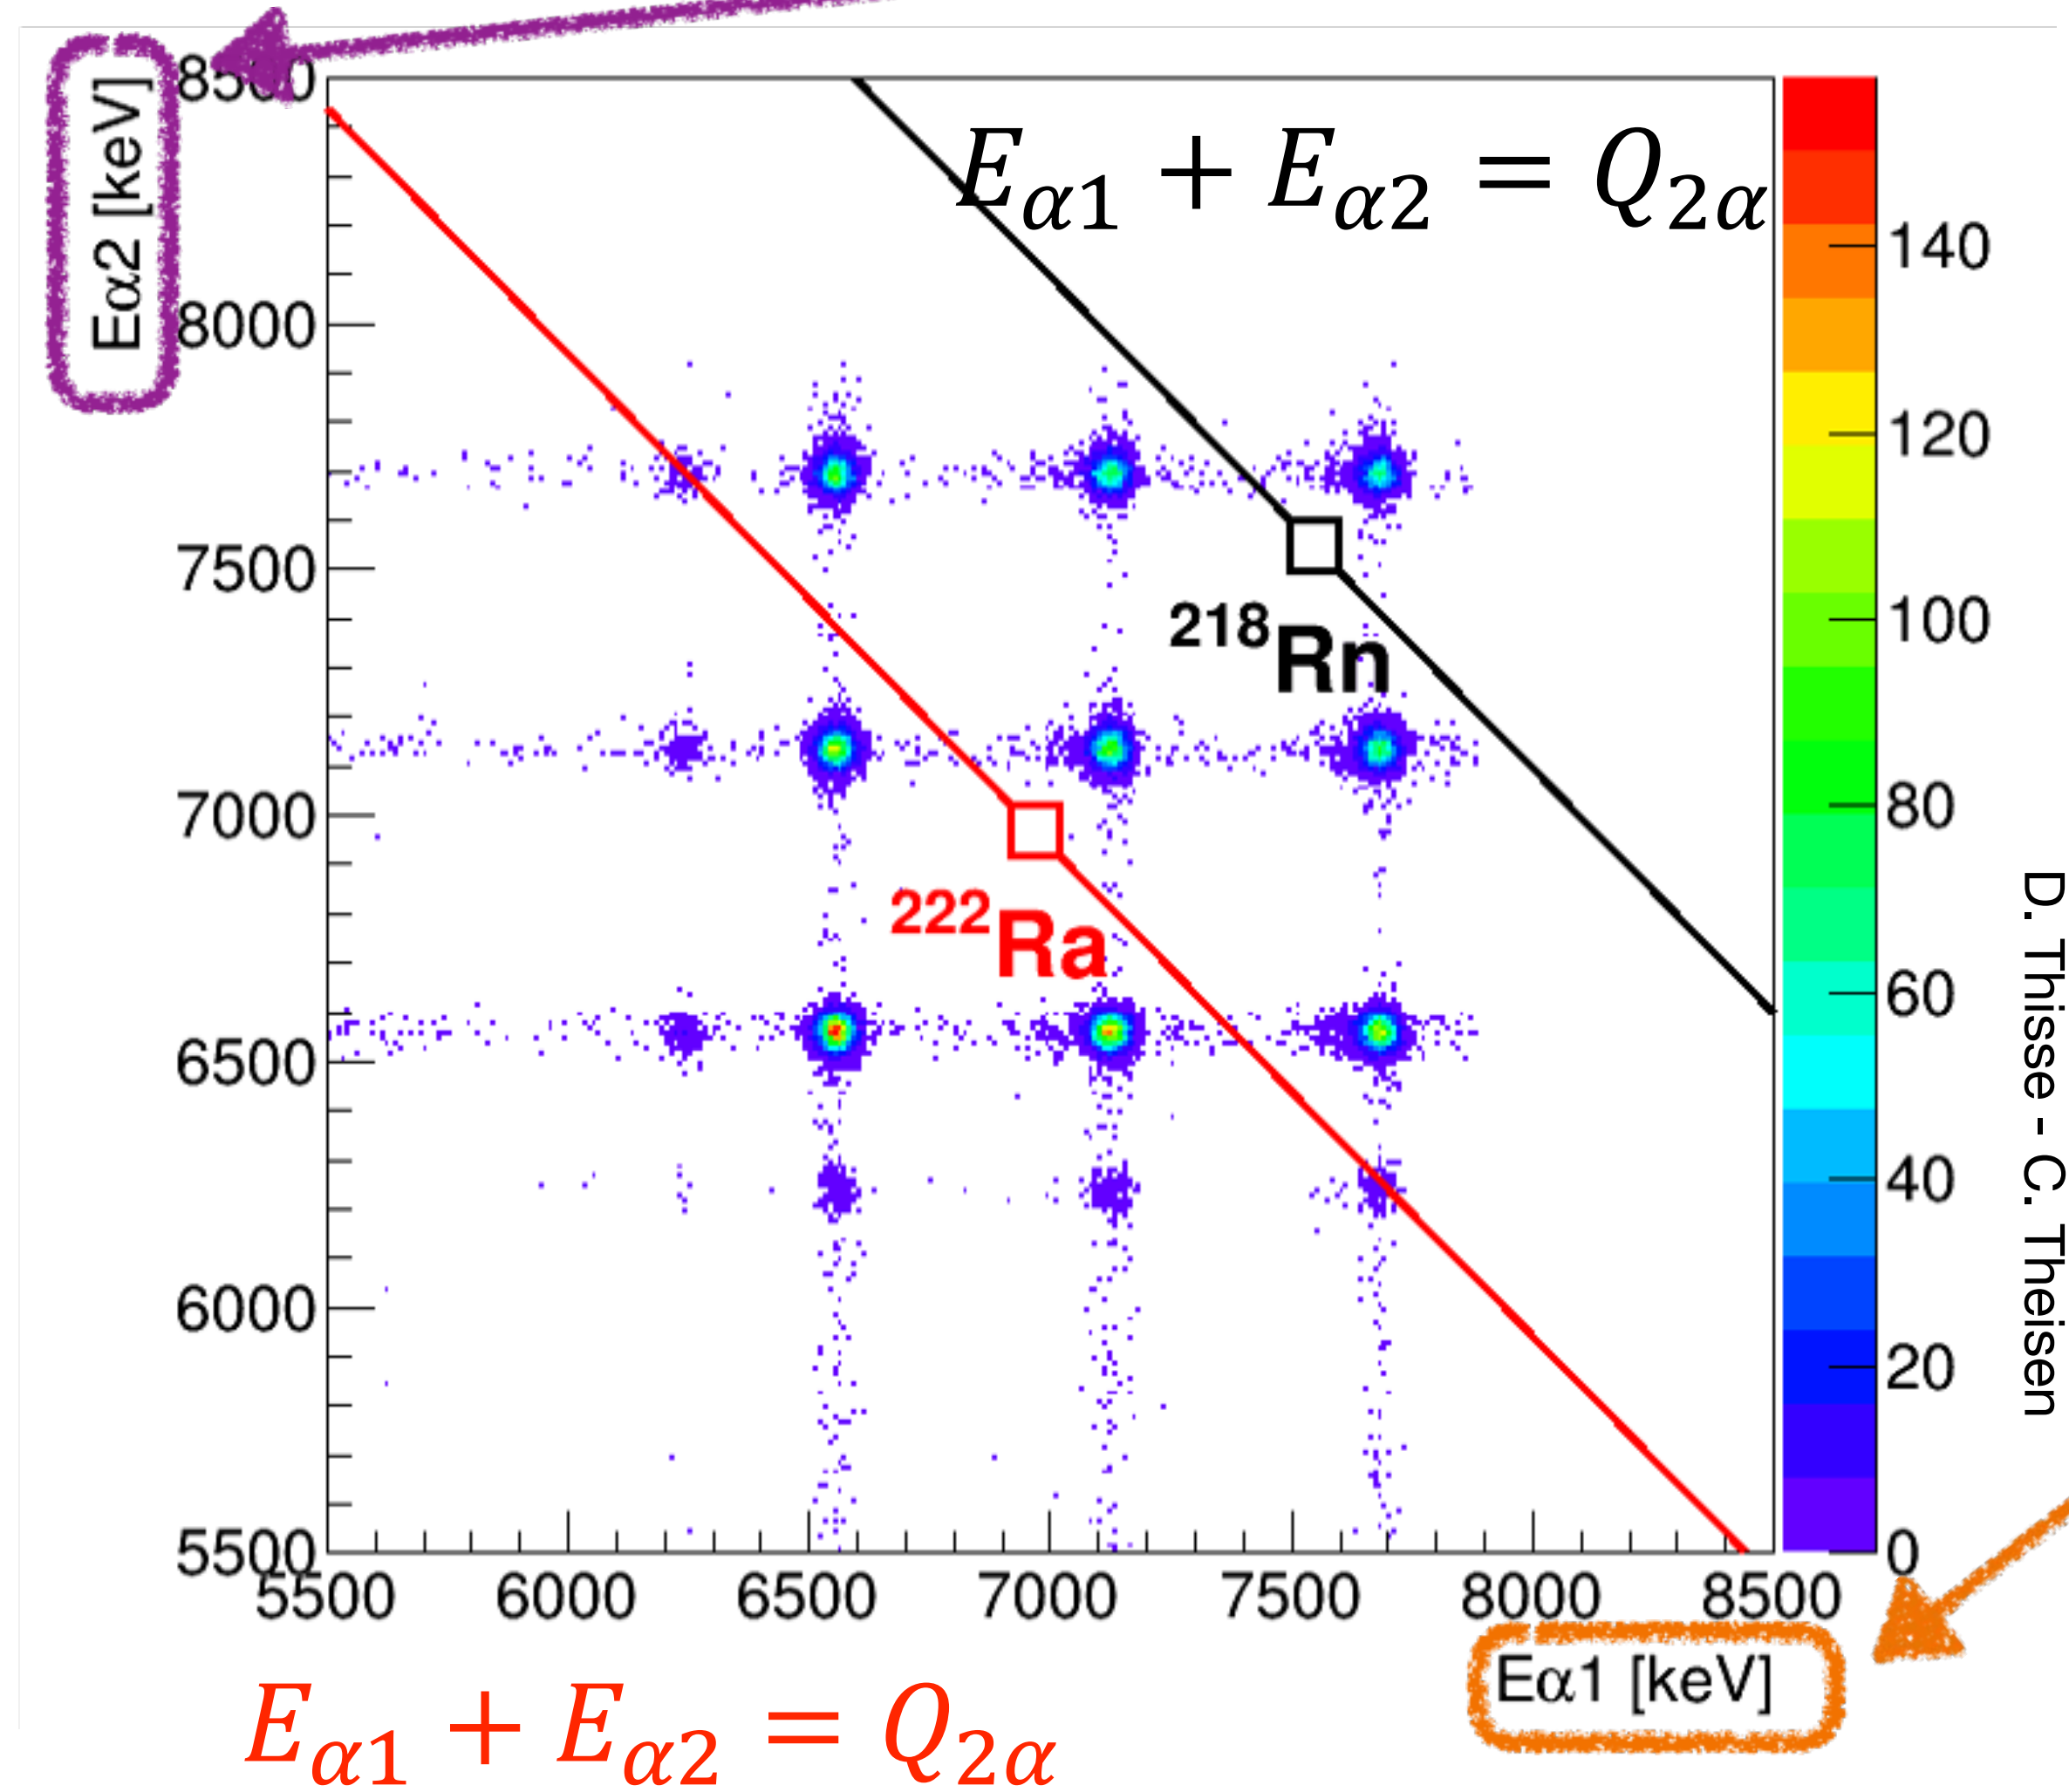 Eα2 [keV]
8500
8000
7500
7000
6500
6000
5500
E_{α1} + E_{α2} = Q_{2α}
²¹⁸Rn
²²²Ra
140
120
100
80
60
40
20
0
D. Thisse - C. Theisen
5500 6000 6500 7000 7500 8000 8500
Eα1 [keV]
E_{α1} + E_{α2} = Q_{2α}